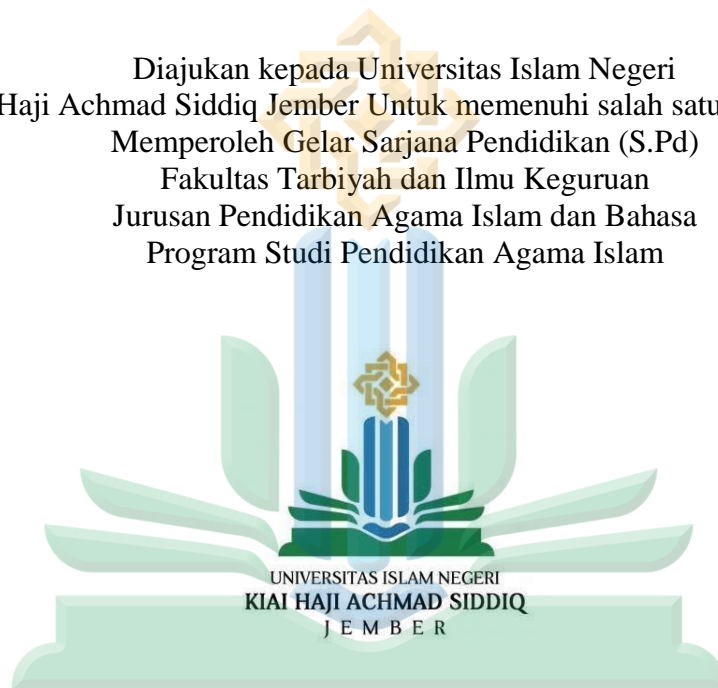 Diajukan kepada Universitas Islam Negeri
Haji Achmad Siddiq Jember Untuk memenuhi salah satu
Memperoleh Gelar Sarjana Pendidikan (S.Pd)
Fakultas Tarbiyah dan Ilmu Keguruan
Jurusan Pendidikan Agama Islam dan Bahasa
Program Studi Pendidikan Agama Islam
UNIVERSITAS ISLAM NEGERI
KIAI HAJI ACHMAD SIDDIQ
JEMBER